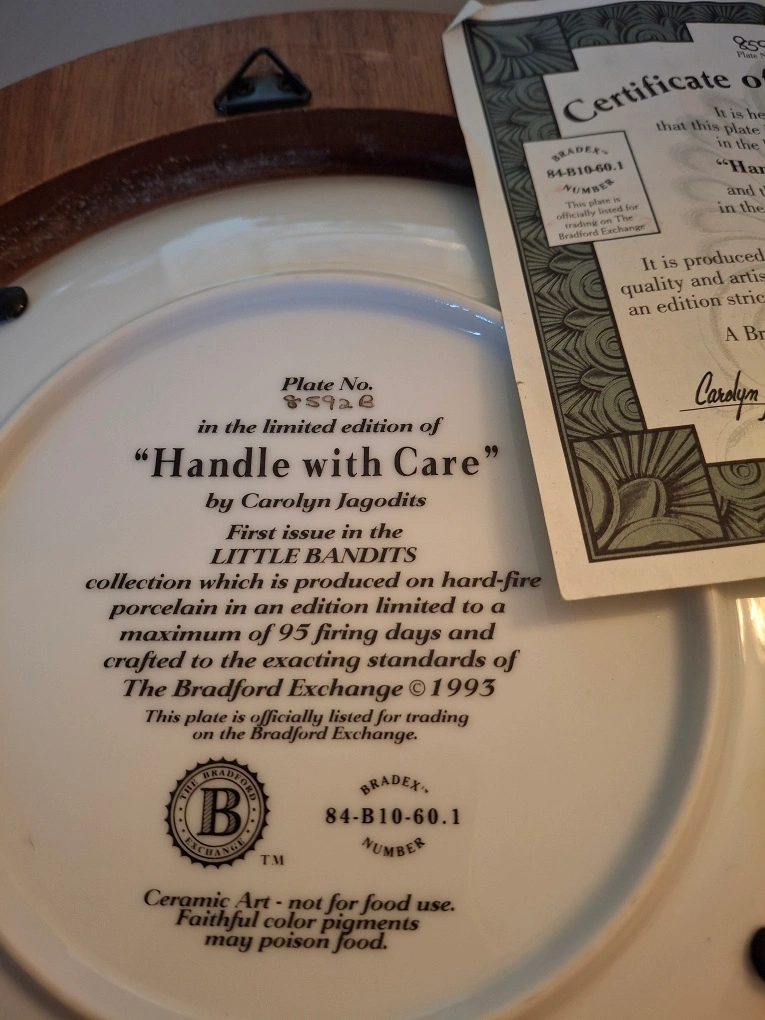 Plate No.
8592B
in the limited edition of
“Handle with Care”
by Carolyn Jagodits
First issue in the
LITTLE BANDITS
collection which is produced on hard-fire
porcelain in an edition limited to a
maximum of 95 firing days and
crafted to the exacting standards of
The Bradford Exchange © 1993
This plate is officially listed for trading
on the Bradford Exchange.
THE BRADFORD
B
EXCHANGE
TM
BRADEX™
84-B10-60.1
NUMBER
Ceramic Art - not for food use.
Faithful color pigments
may poison food.
859
Plate N
Certificate o
It is he
that this plate
in the
“Har
and t
in the
BRADEX™
84-B10-60.1
NUMBER
This plate is
officially listed for
trading on The
Bradford Exchange
It is produced
quality and artis
an edition stric
A Br
Carolyn